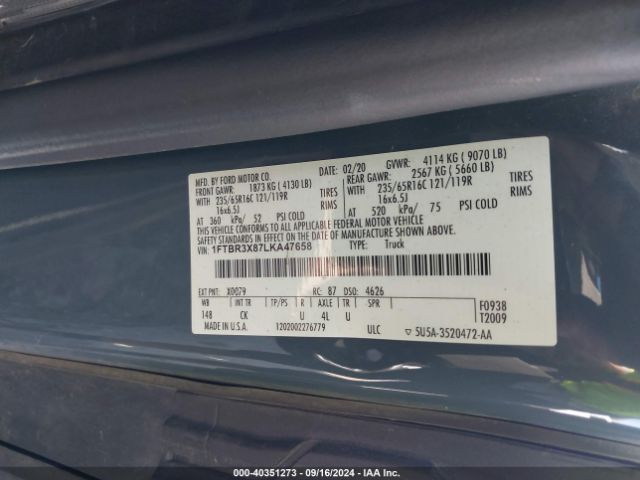 MFD. BY FORD MOTOR CO.
DATE: 02/20 GVWR: 4114 KG ( 9070 LB)
FRONT GAWR: 1873 KG ( 4130 LB)
REAR GAWR: 2567 KG ( 5660 LB)
WITH 235/65R16C 121/119R TIRES
WITH 235/65R16C 121/119R TIRES
16x6.5J RIMS
16x6.5J RIMS
AT 360 kPa/ 52 PSI COLD
AT 520 kPa/ 75 PSI COLD
THIS VEHICLE CONFORMS TO ALL APPLICABLE FEDERAL MOTOR VEHICLE
SAFETY STANDARDS IN EFFECT ON THE DATE OF MANUFACTURE SHOWN ABOVE.
VIN: 1FTBR3X87LKA47658 TYPE: Truck
EXT PNT: X0079 RC: 87 DSO: 4626
WB INT TR TP/PS R AXLE TR SPR
148 CK U 4L U
F0938
T2009
MADE IN U.S.A. 1202002276779 ULC
▽ 5U5A-3520472-AA
000-40351273 - 09/16/2024 - IAA Inc.